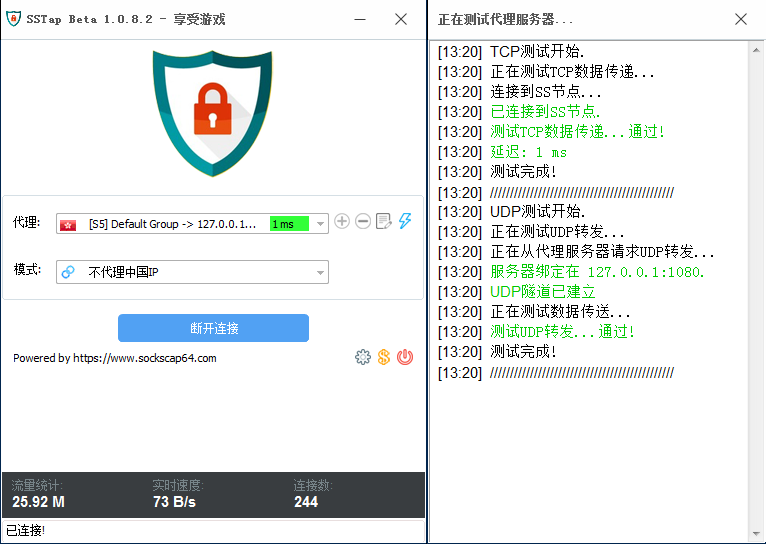 SSTap Beta 1.0.8.2 - 享受游戏
代理:
[S5] Default Group -> 127.0.0.1...
1 ms
模式:
不代理中国IP
断开连接
Powered by https://www.sockscap64.com
流量统计:
实时速度:
连接数:
25.92 M
73 B/s
244
已连接!
正在测试代理服务器...
[13:20] TCP测试开始.
[13:20] 正在测试TCP数据传递...
[13:20] 连接到SS节点...
[13:20] 已连接到SS节点.
[13:20] 测试TCP数据传递...通过!
[13:20] 延迟: 1 ms
[13:20] 测试完成!
[13:20] //////////////////////////////////////////////
[13:20] UDP测试开始.
[13:20] 正在测试UDP转发...
[13:20] 正在从代理服务器请求UDP转发...
[13:20] 服务器绑定在 127.0.0.1:1080.
[13:20] UDP隧道已建立
[13:20] 正在测试数据传送...
[13:20] 测试UDP转发...通过!
[13:20] 测试完成!
[13:20] //////////////////////////////////////////////